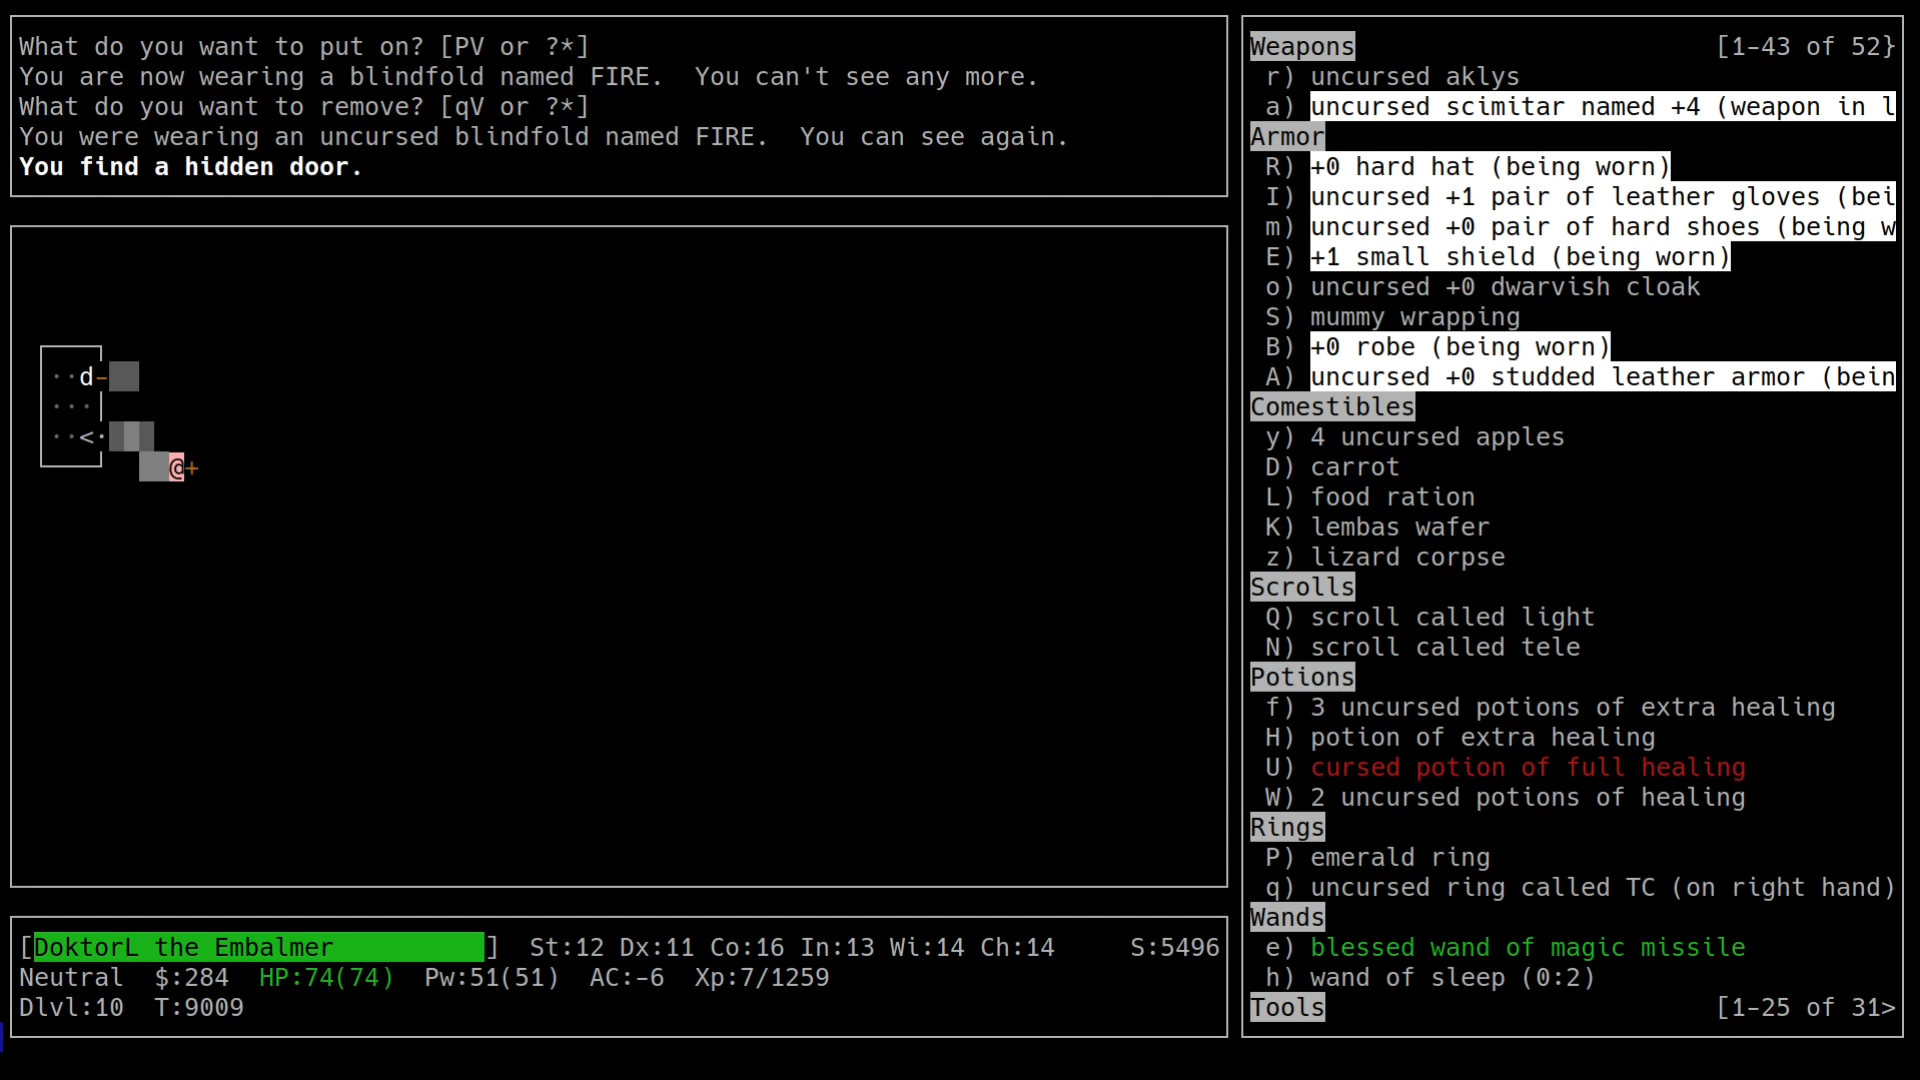 What do you want to put on? [PV or ?*]
You are now wearing a blindfold named FIRE.  You can't see any more.
What do you want to remove? [qV or ?*]
You were wearing an uncursed blindfold named FIRE.  You can see again.
You find a hidden door.
··d-
···
··<·
@+
[DoktorL the Embalmer          ]  St:12 Dx:11 Co:16 In:13 Wi:14 Ch:14     S:5496
Neutral  $:284  HP:74(74)  Pw:51(51)  AC:-6  Xp:7/1259
Dlvl:10  T:9009
Weapons                        [1-43 of 52}
r) uncursed aklys
a) uncursed scimitar named +4 (weapon in l
Armor
R) +0 hard hat (being worn)
I) uncursed +1 pair of leather gloves (bei
m) uncursed +0 pair of hard shoes (being w
E) +1 small shield (being worn)
o) uncursed +0 dwarvish cloak
S) mummy wrapping
B) +0 robe (being worn)
A) uncursed +0 studded leather armor (bein
Comestibles
y) 4 uncursed apples
D) carrot
L) food ration
K) lembas wafer
z) lizard corpse
Scrolls
Q) scroll called light
N) scroll called tele
Potions
f) 3 uncursed potions of extra healing
H) potion of extra healing
U) cursed potion of full healing
W) 2 uncursed potions of healing
Rings
P) emerald ring
q) uncursed ring called TC (on right hand)
Wands
e) blessed wand of magic missile
h) wand of sleep (0:2)
Tools                          [1-25 of 31>